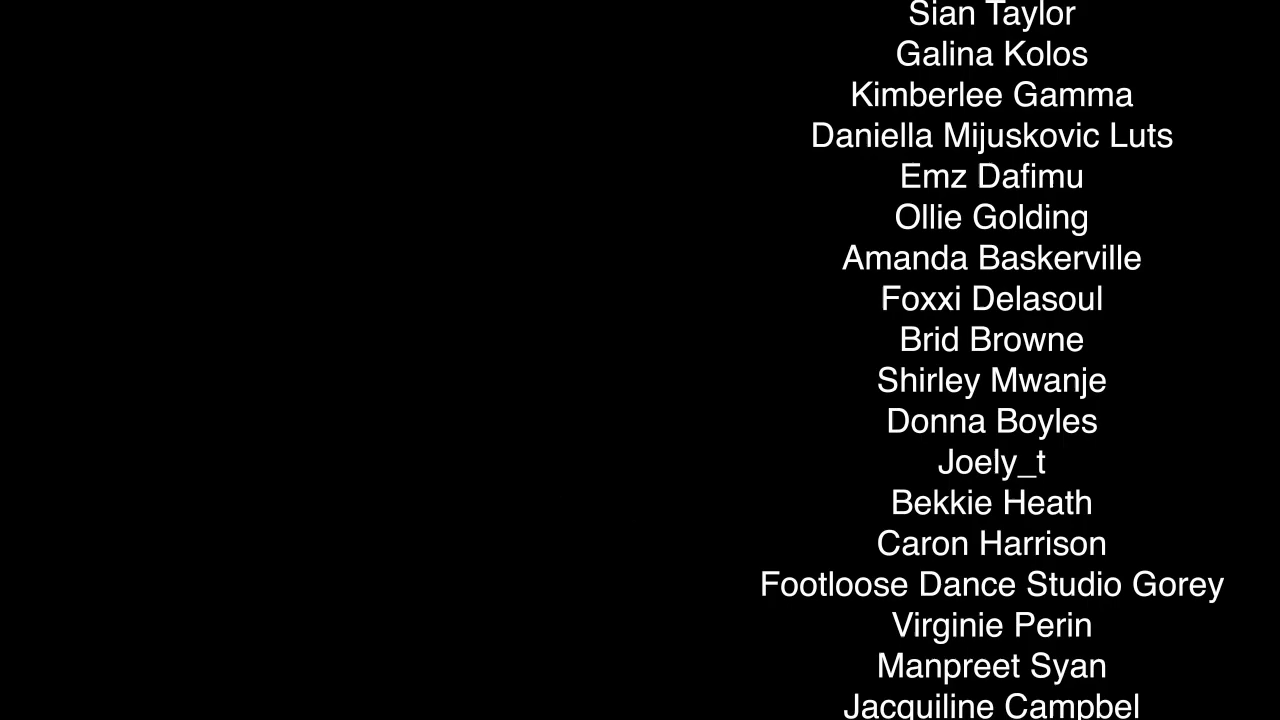 Sian Taylor
Galina Kolos
Kimberlee Gamma
Daniella Mijuskovic Luts
Emz Dafimu
Ollie Golding
Amanda Baskerville
Foxxi Delasoul
Brid Browne
Shirley Mwanje
Donna Boyles
Joely_t
Bekkie Heath
Caron Harrison
Footloose Dance Studio Gorey
Virginie Perin
Manpreet Syan
Jacquiline Campbel